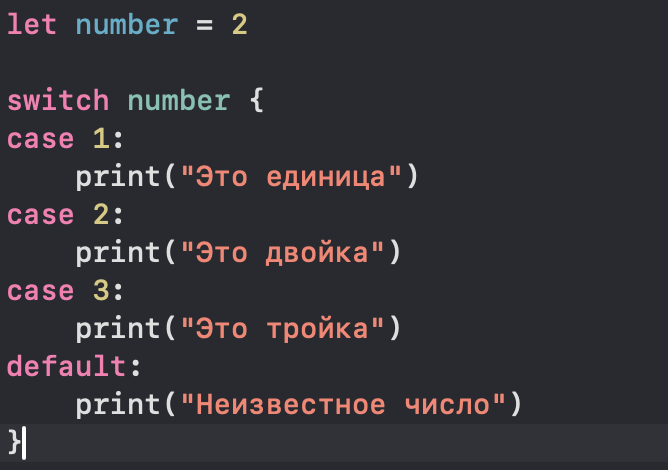 let number = 2
switch number {
case 1:
    print("Это единица")
case 2:
    print("Это двойка")
case 3:
    print("Это тройка")
default:
    print("Неизвестное число")
}